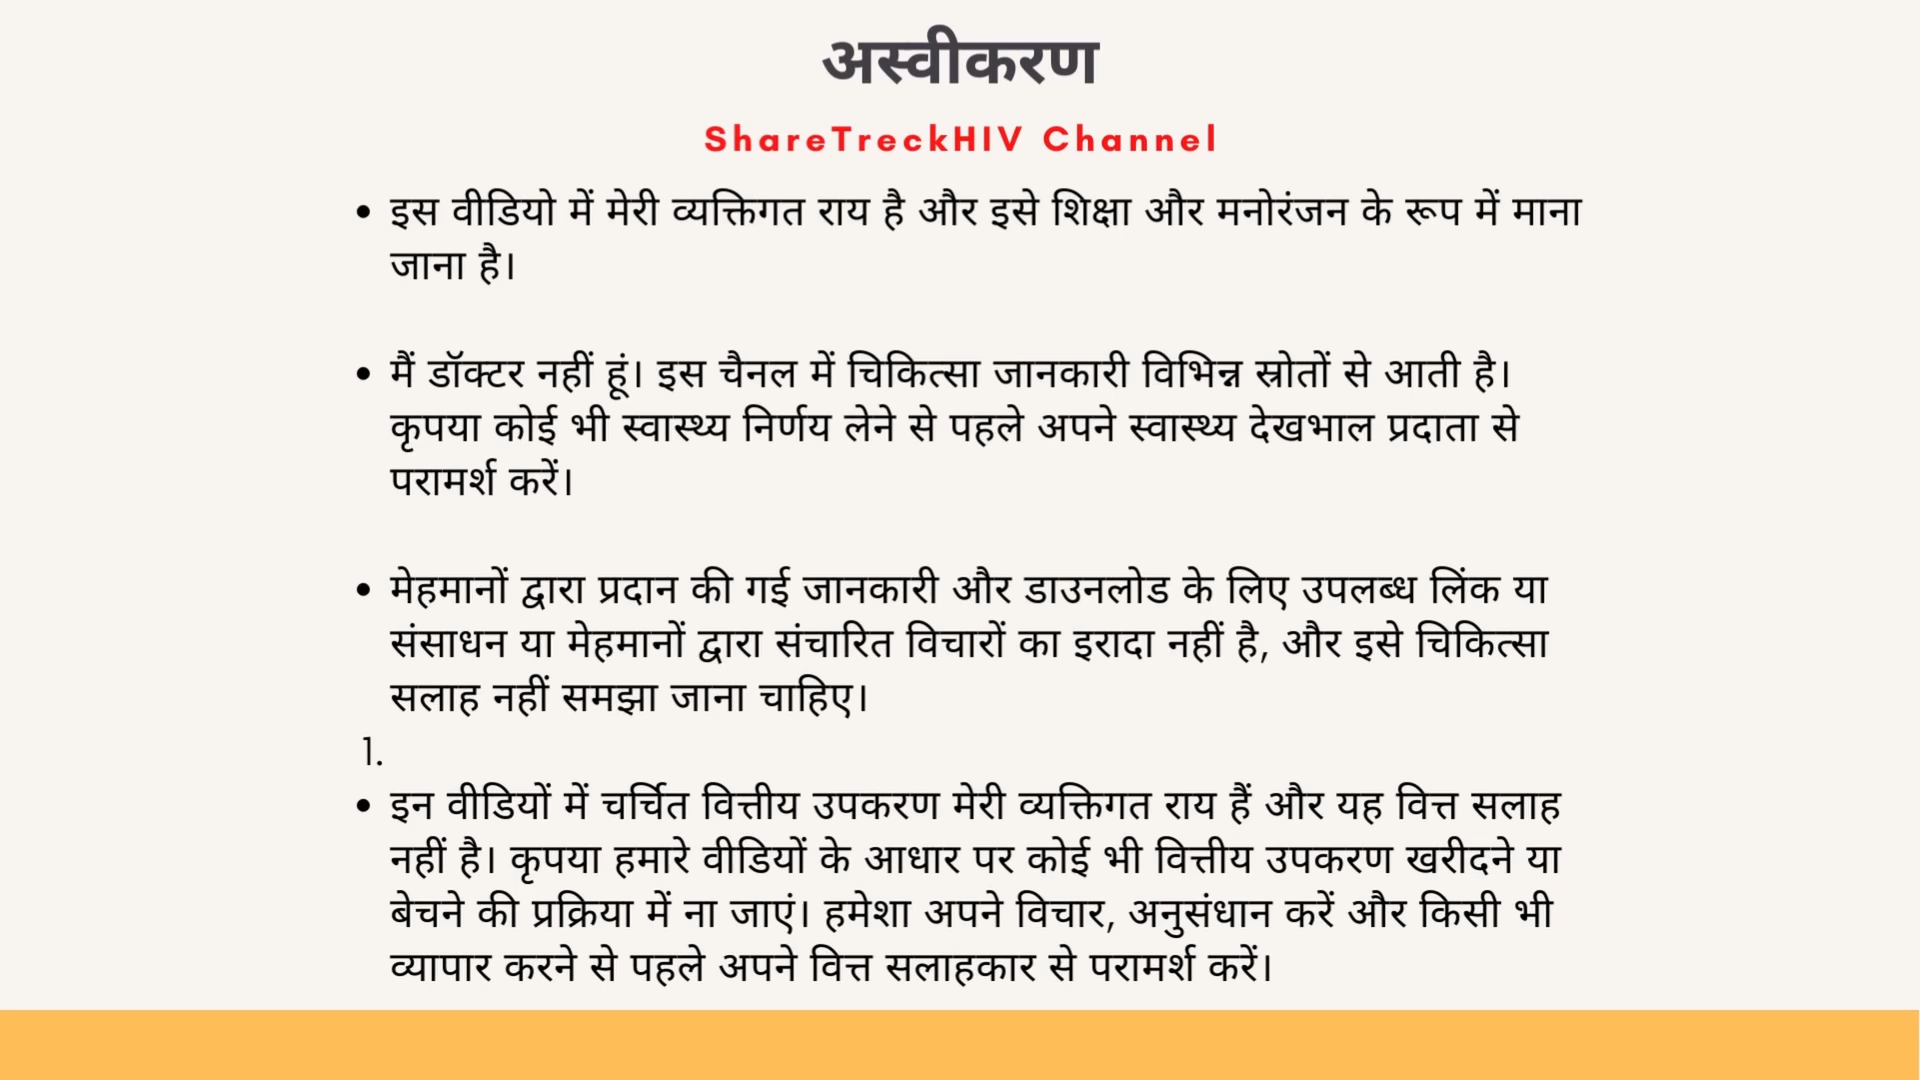 अस्वीकरण
ShareTreckHIV Channel
• इस वीडियो में मेरी व्यक्तिगत राय है और इसे शिक्षा और मनोरंजन के रूप में माना
जाना है।
• मैं डॉक्टर नहीं हूं। इस चैनल में चिकित्सा जानकारी विभिन्न स्रोतों से आती है।
कृपया कोई भी स्वास्थ्य निर्णय लेने से पहले अपने स्वास्थ्य देखभाल प्रदाता से
परामर्श करें।
• मेहमानों द्वारा प्रदान की गई जानकारी और डाउनलोड के लिए उपलब्ध लिंक या
संसाधन या मेहमानों द्वारा संचारित विचारों का इरादा नहीं है, और इसे चिकित्सा
सलाह नहीं समझा जाना चाहिए।
1.
• इन वीडियों में चर्चित वित्तीय उपकरण मेरी व्यक्तिगत राय हैं और यह वित्त सलाह
नहीं है। कृपया हमारे वीडियों के आधार पर कोई भी वित्तीय उपकरण खरीदने या
बेचने की प्रक्रिया में ना जाएं। हमेशा अपने विचार, अनुसंधान करें और किसी भी
व्यापार करने से पहले अपने वित्त सलाहकार से परामर्श करें।